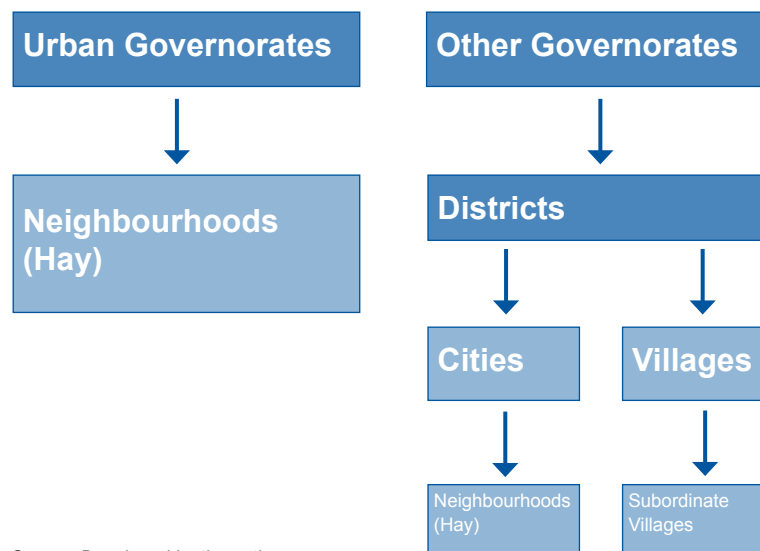 Urban Governorates
Neighbourhoods
(Hay)
Other Governorates
Districts
Cities
Villages
Neighbourhoods
(Hay)
Subordinate
Villages